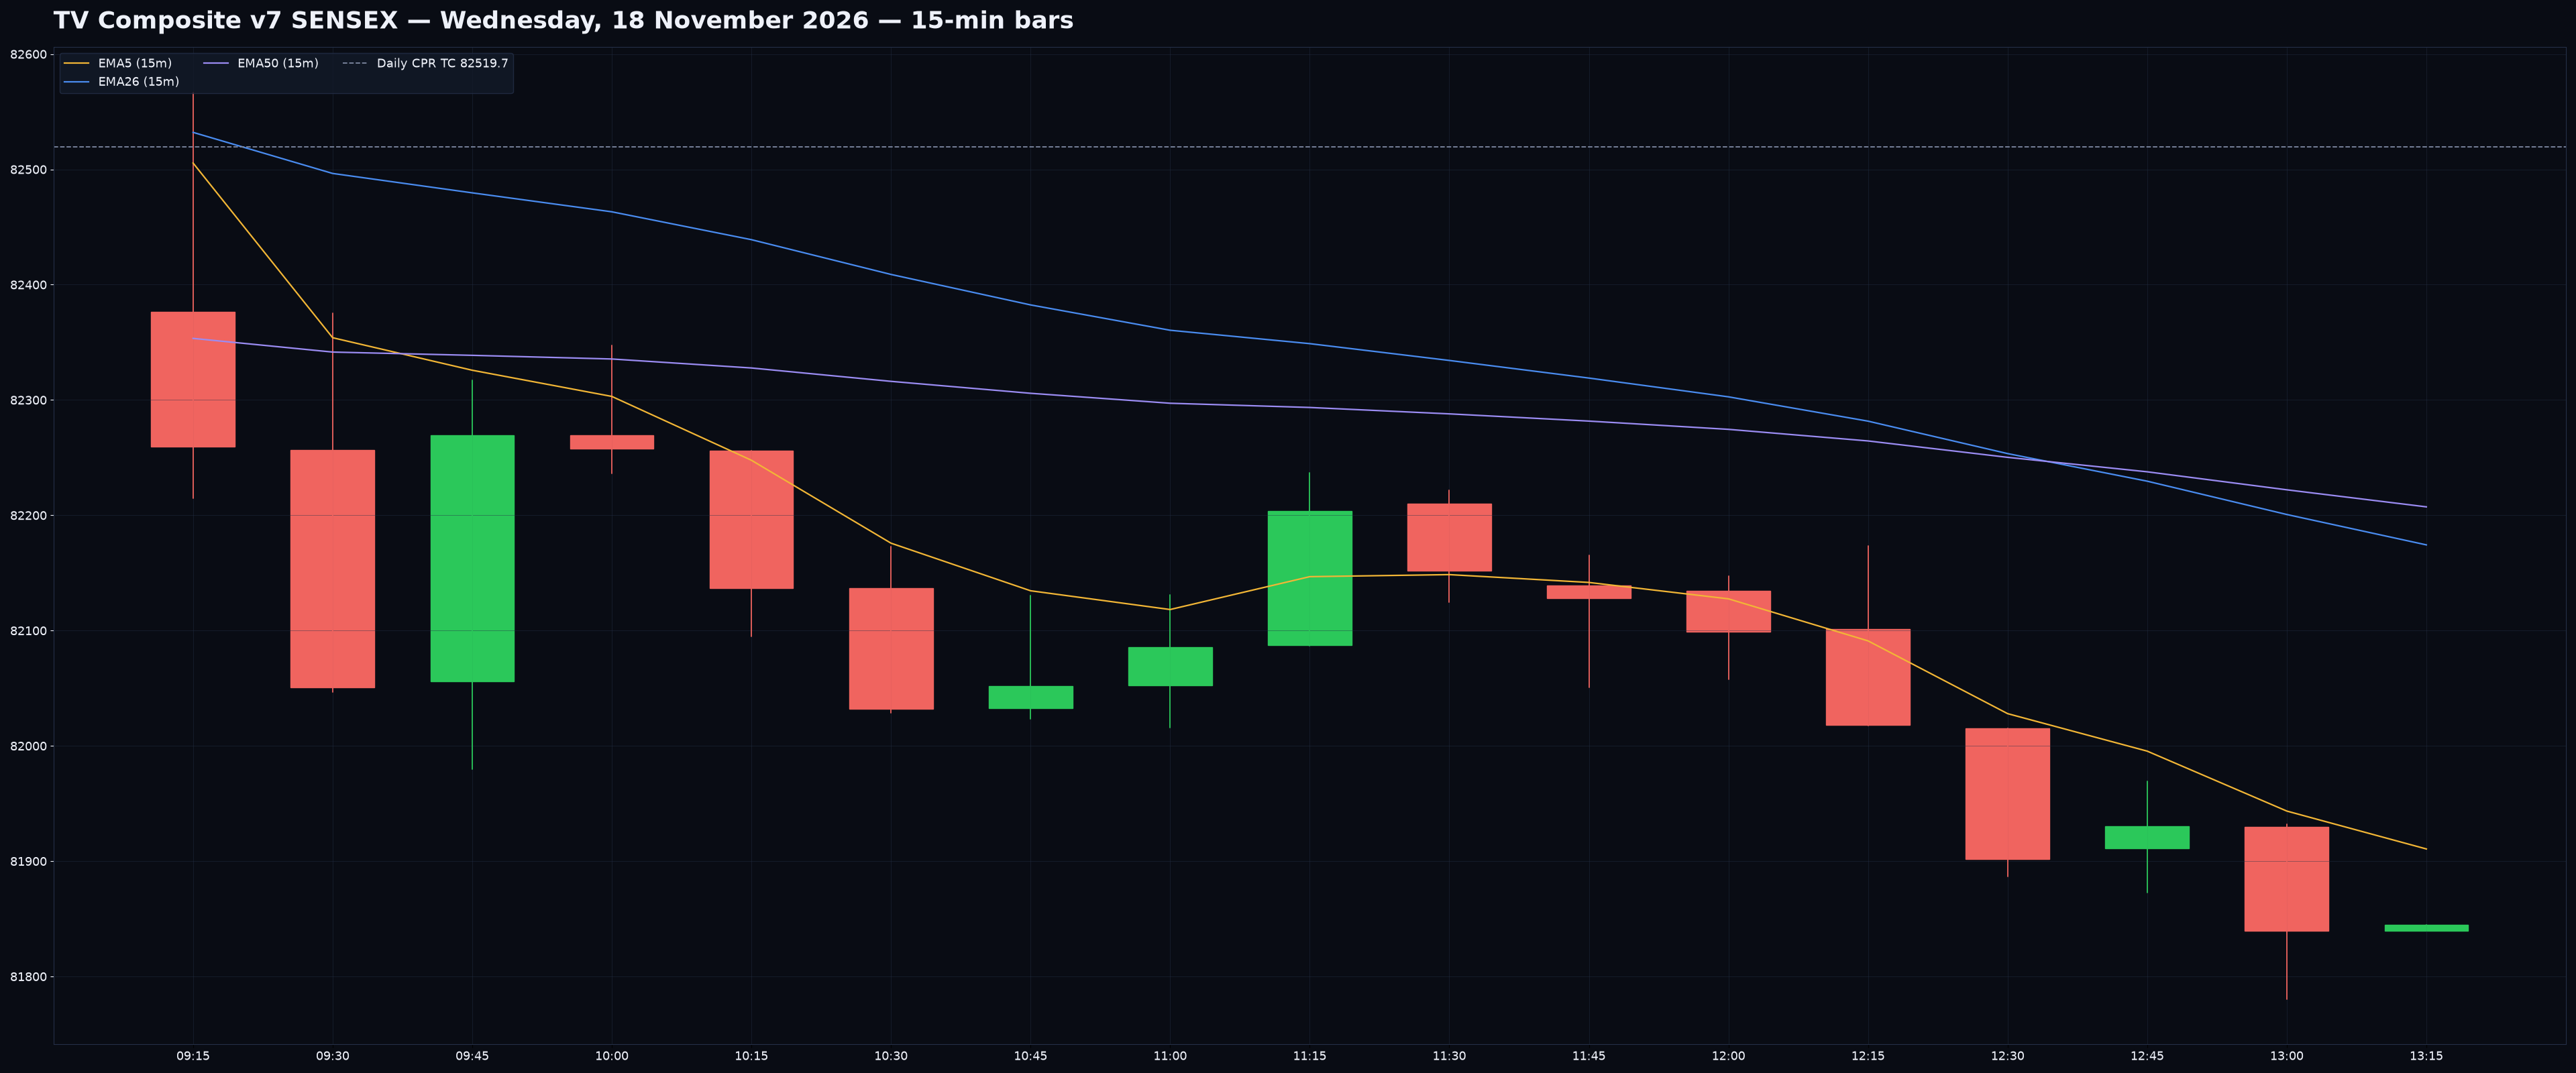 TV Composite v7 SENSEX — Wednesday, 18 November 2026 — 15-min bars
EMA5 (15m) EMA50 (15m) Daily CPR TC 82519.7
EMA26 (15m)
82600
82500
82400
82300
82200
82100
82000
81900
81800
09:15 09:30 09:45 10:00 10:15 10:30 10:45 11:00 11:15 11:30 11:45 12:00 12:15 12:30 12:45 13:00 13:15